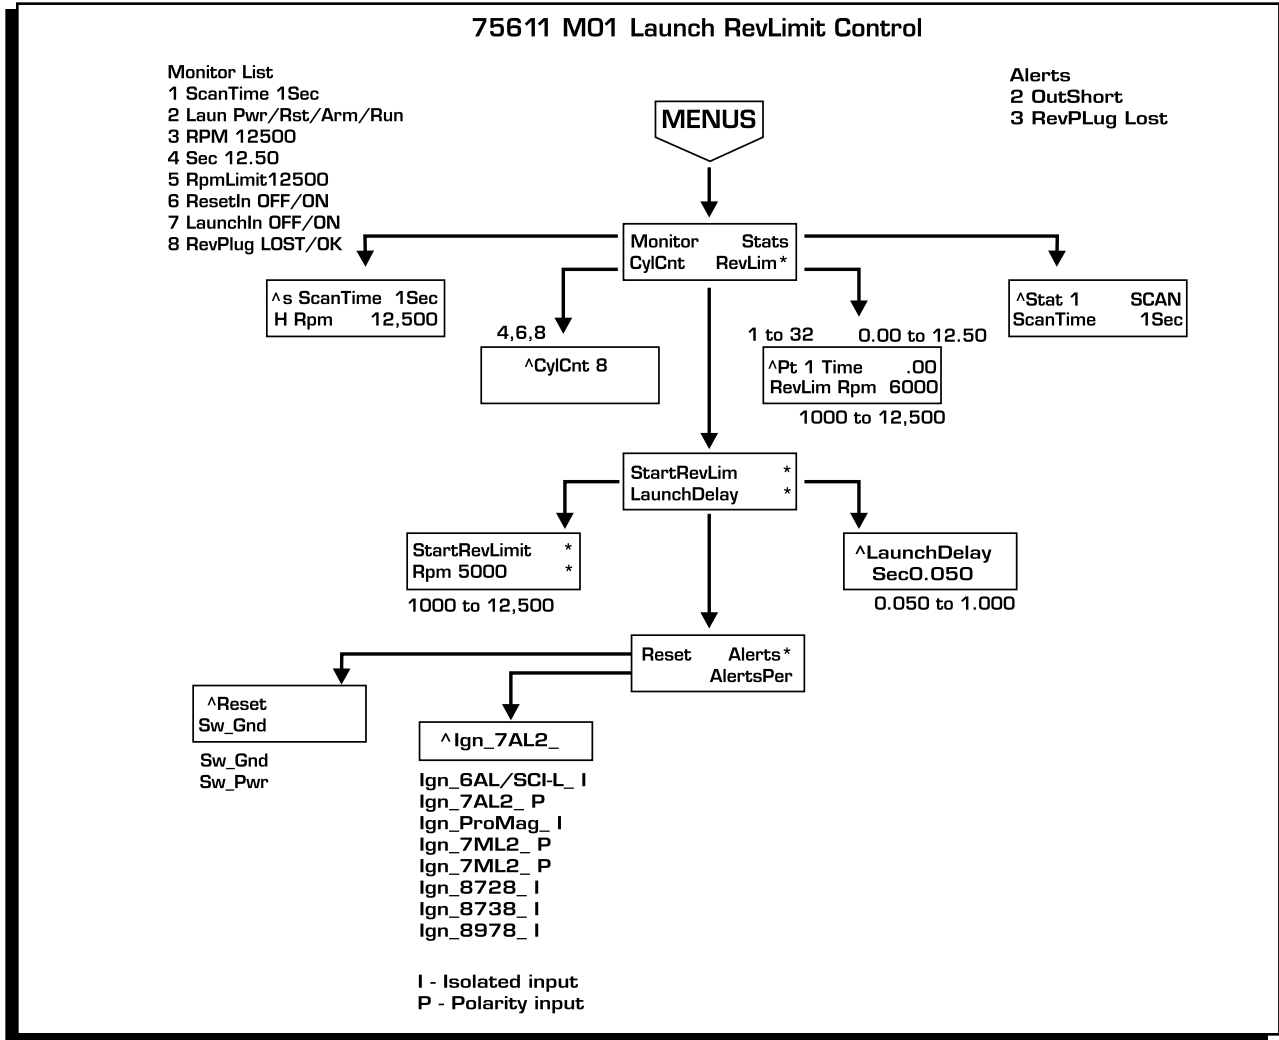 75611 M01 Launch RevLimit Control
Monitor List
1 ScanTime 1Sec
2 Laun Pwr/Rst/Arm/Run
3 RPM 12500
4 Sec 12.50
5 RpmLimit12500
6 ResetIn OFF/ON
7 LaunchIn OFF/ON
8 RevPlug LOST/OK
Alerts
2 OutShort
3 RevPLug Lost
MENUS
Monitor Stats
CylCnt RevLim*
^s ScanTime 1Sec
H Rpm 12,500
4,6,8
^CylCnt 8
1 to 32 0.00 to 12.50
^Pt 1 Time .00
RevLim Rpm 6000
1000 to 12,500
^Stat 1 SCAN
ScanTime 1Sec
StartRevLim *
LaunchDelay *
StartRevLimit *
Rpm 5000 *
1000 to 12,500
^LaunchDelay
Sec0.050
0.050 to 1.000
Reset Alerts*
AlertsPer
^Reset
Sw_Gnd
Sw_Gnd
Sw_Pwr
^Ign_7AL2_
Ign_6AL/SCI-L_ I
Ign_7AL2_ P
Ign_ProMag_ I
Ign_7ML2_ P
Ign_7ML2_ P
Ign_8728_ I
Ign_8738_ I
Ign_8978_ I
I - Isolated input
P - Polarity input